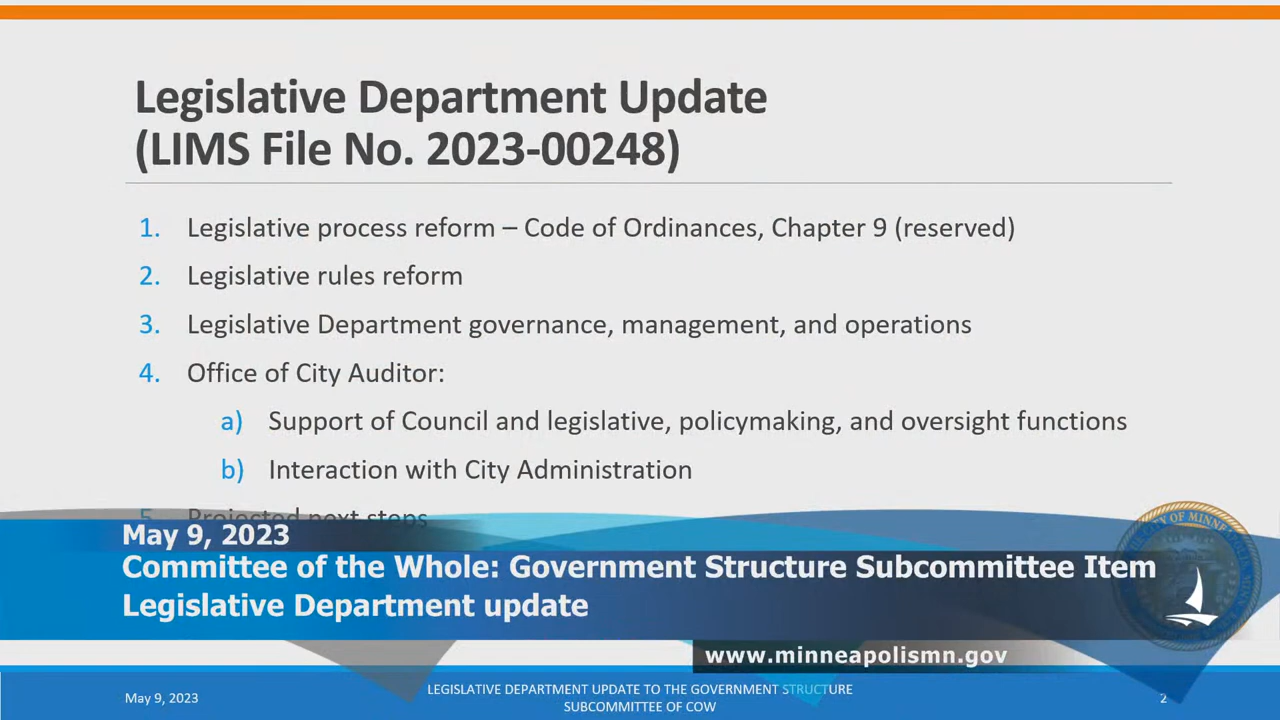 Legislative Department Update
(LIMS File No. 2023-00248)
1. Legislative process reform – Code of Ordinances, Chapter 9 (reserved)
2. Legislative rules reform
3. Legislative Department governance, management, and operations
4. Office of City Auditor:
a) Support of Council and legislative, policymaking, and oversight functions
b) Interaction with City Administration
5. Projected next steps
May 9, 2023
Committee of the Whole: Government Structure Subcommittee Item
Legislative Department update
www.minneapolismn.gov
May 9, 2023
LEGISLATIVE DEPARTMENT UPDATE TO THE GOVERNMENT STRUCTURE
SUBCOMMITTEE OF COW
2